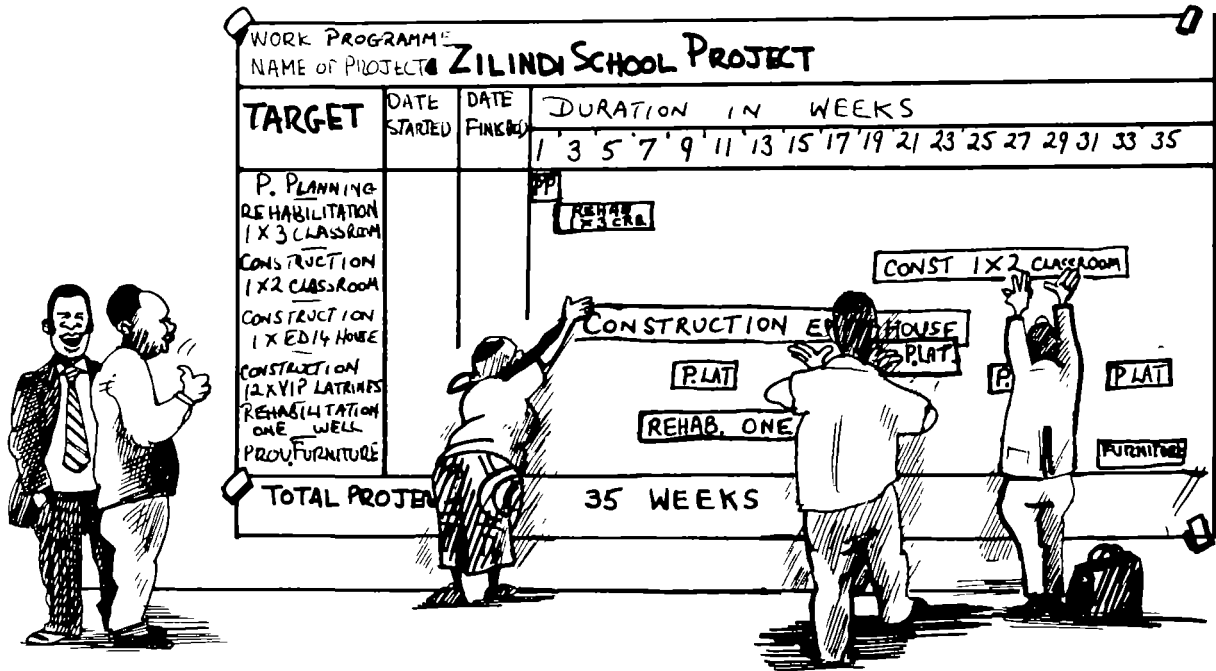 WORK PROGRAMME
NAME OF PROJECT ZILINDI SCHOOL PROJECT
TARGET
DATE STARTED
DATE FINISHED
DURATION IN WEEKS
1 3 5 7 9 11 13 15 17 19 21 23 25 27 29 31 33 35
P. PLANNING
REHABILITATION
1 X 3 CLASSROOM
CONSTRUCTION
1 X 2 CLASSROOM
CONSTRUCTION
1 X ED14 HOUSE
CONSTRUCTION
12 X VIP LATRINES
REHABILITATION
ONE WELL
PROV. FURNITURE
PP
REHAB
1 X 3 CRB
CONST 1 X 2 CLASSROOM
CONSTRUCTION HOUSE
P.LAT
P.LAT
P.
P LAT
REHAB. ONE
FURNITURE
TOTAL 35 WEEKS